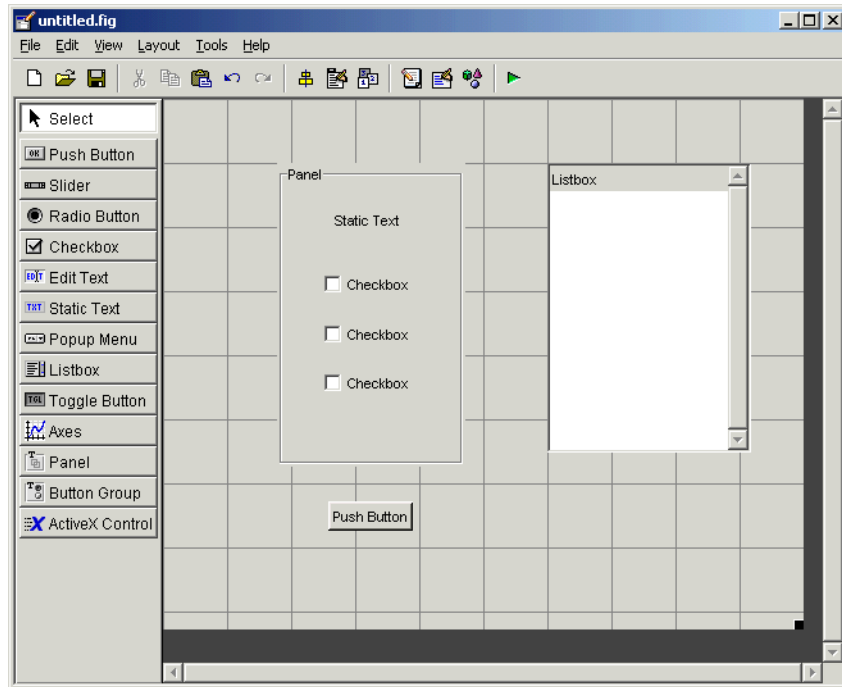 untitled.fig
File Edit View Layout Tools Help
Select
Push Button
Slider
Radio Button
Checkbox
Edit Text
Static Text
Popup Menu
Listbox
Toggle Button
Axes
Panel
Button Group
ActiveX Control
Panel
Static Text
Checkbox
Checkbox
Checkbox
Push Button
Listbox